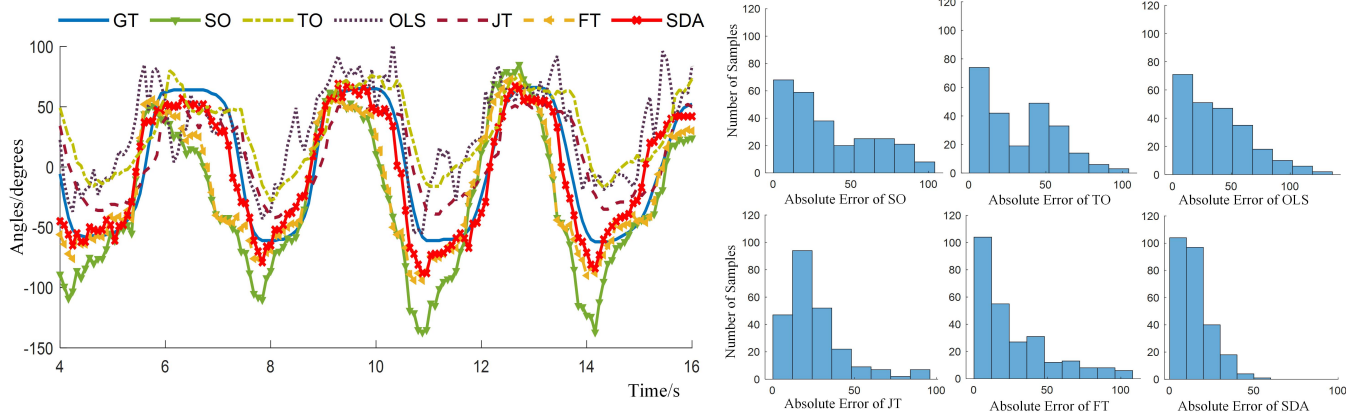 GT SO TO OLS JT FT SDA
Angles/degrees
100
50
0
-50
-100
-150
4 6 8 10 12 14 16
Time/s
Number of Samples
120
100
80
60
40
20
0
0 50 100
Absolute Error of SO
120
100
80
60
40
20
0
0 50 100
Absolute Error of TO
120
100
80
60
40
20
0
0 50 100
Absolute Error of OLS
Number of Samples
120
100
80
60
40
20
0
0 50 100
Absolute Error of JT
120
100
80
60
40
20
0
0 50 100
Absolute Error of FT
120
100
80
60
40
20
0
0 50 100
Absolute Error of SDA